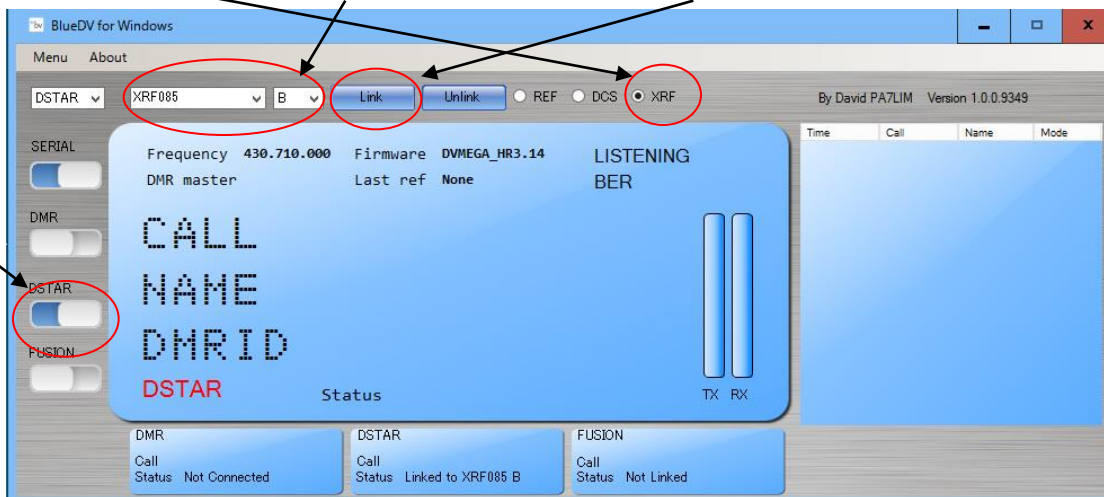 BlueDV for Windows
Menu About
DSTAR XRF085 B Link Unlink REF DCS XRF By David PA7LIM Version 1.0.0.9349
SERIAL
DMR
DSTAR
FUSION
Frequency 430.710.000 Firmware DVMEGA_HR3.14 LISTENING
DMR master Last ref None BER
CALL
NAME
DMRID
DSTAR Status TX RX
Time Call Name Mode
DMR
Call
Status Not Connected
DSTAR
Call
Status Linked to XRF085 B
FUSION
Call
Status Not Linked